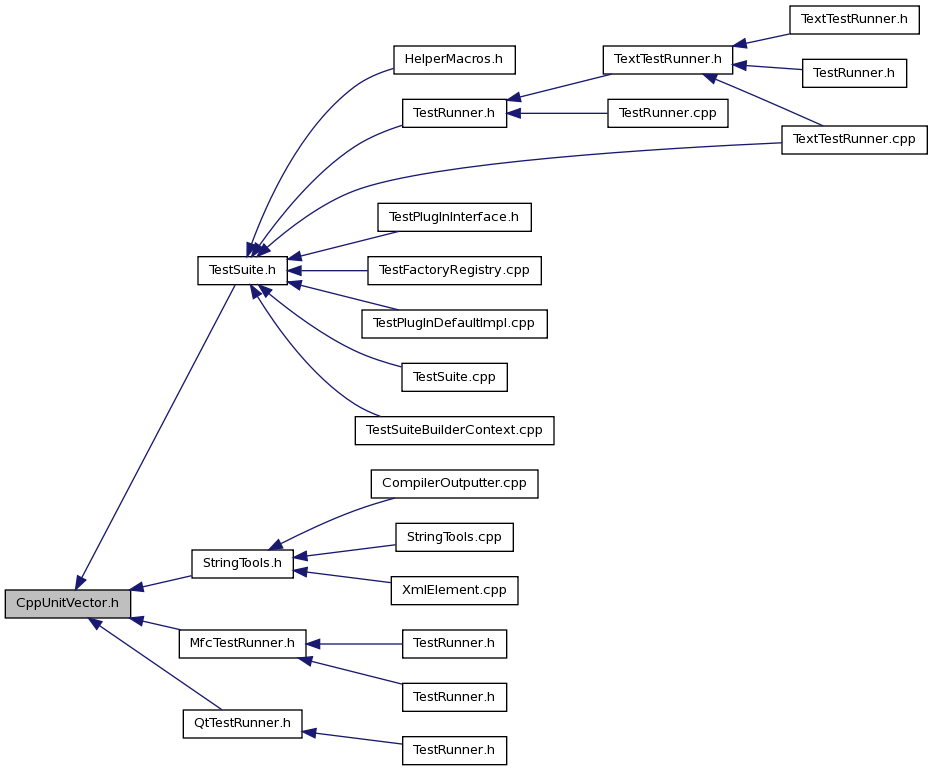 TextTestRunner.h
HelperMacros.h
TextTestRunner.h
TestRunner.h
TestRunner.h
TestRunner.cpp
TextTestRunner.cpp
TestPlugInInterface.h
TestSuite.h
TestFactoryRegistry.cpp
TestPlugInDefaultImpl.cpp
TestSuite.cpp
TestSuiteBuilderContext.cpp
CompilerOutputter.cpp
StringTools.cpp
StringTools.h
XmlElement.cpp
CppUnitVector.h
MfcTestRunner.h
TestRunner.h
TestRunner.h
QtTestRunner.h
TestRunner.h